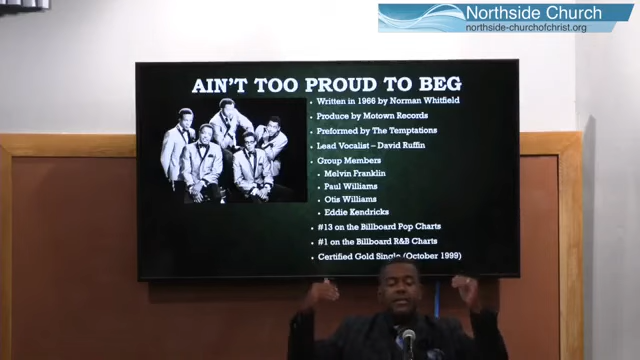 Northside Church
northside-churchofchrist.org
AIN'T TOO PROUD TO BEG
• Written in 1966 by Norman Whitfield
• Produce by Motown Records
• Preformed by The Temptations
• Lead Vocalist – David Ruffin
• Group Members
• Melvin Franklin
• Paul Williams
• Otis Williams
• Eddie Kendricks
• #13 on the Billboard Pop Charts
• #1 on the Billboard R&B Charts
• Certified Gold Single (October 1999)